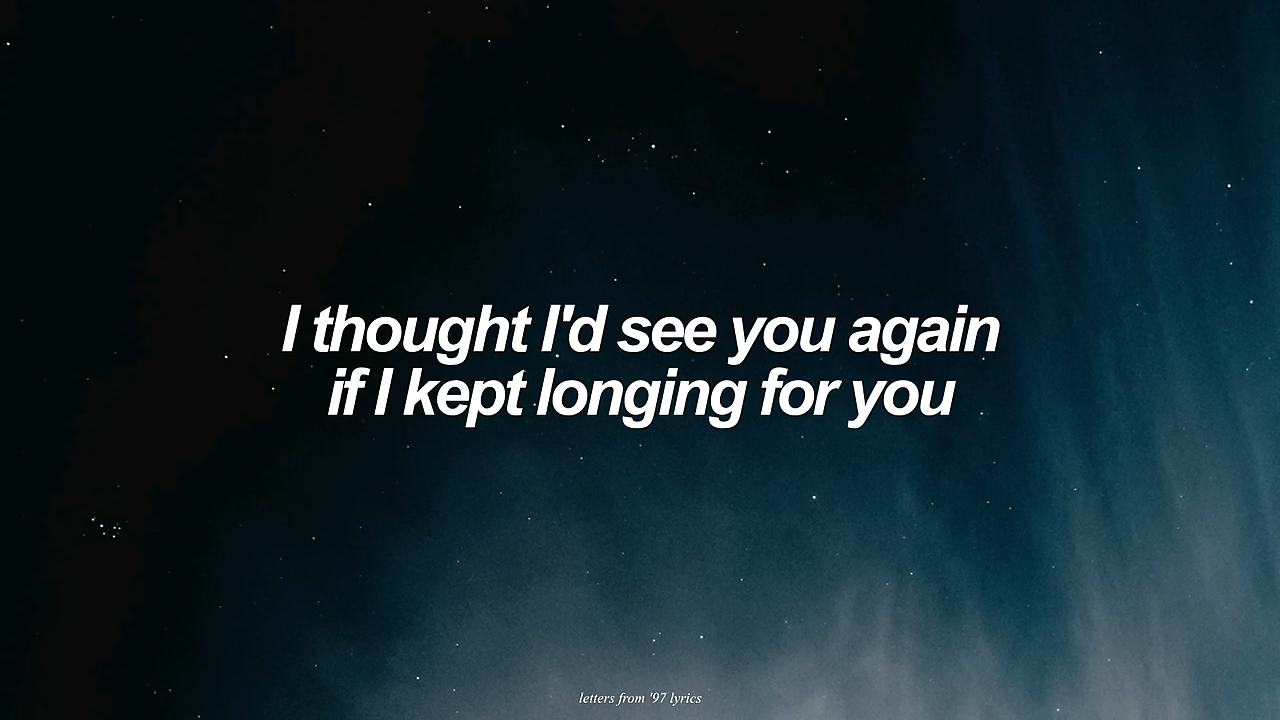 I thought I'd see you again
if I kept longing for you
letters from '97 lyrics